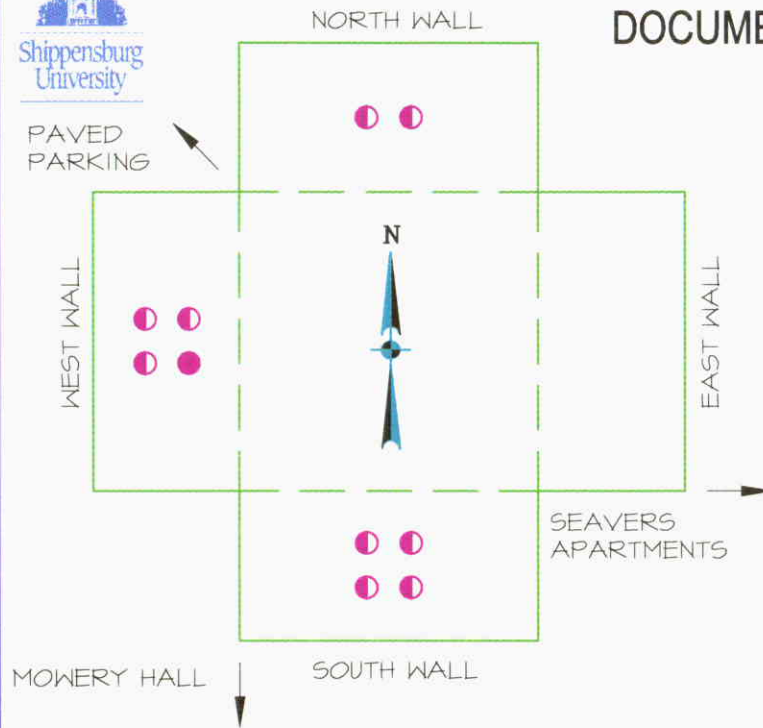 NORTH WALL
DOCUME
Shippensburg
University
PAVED
PARKING
N
WEST WALL
EAST WALL
SEAVERS
APARTMENTS
MOWERY HALL
SOUTH WALL